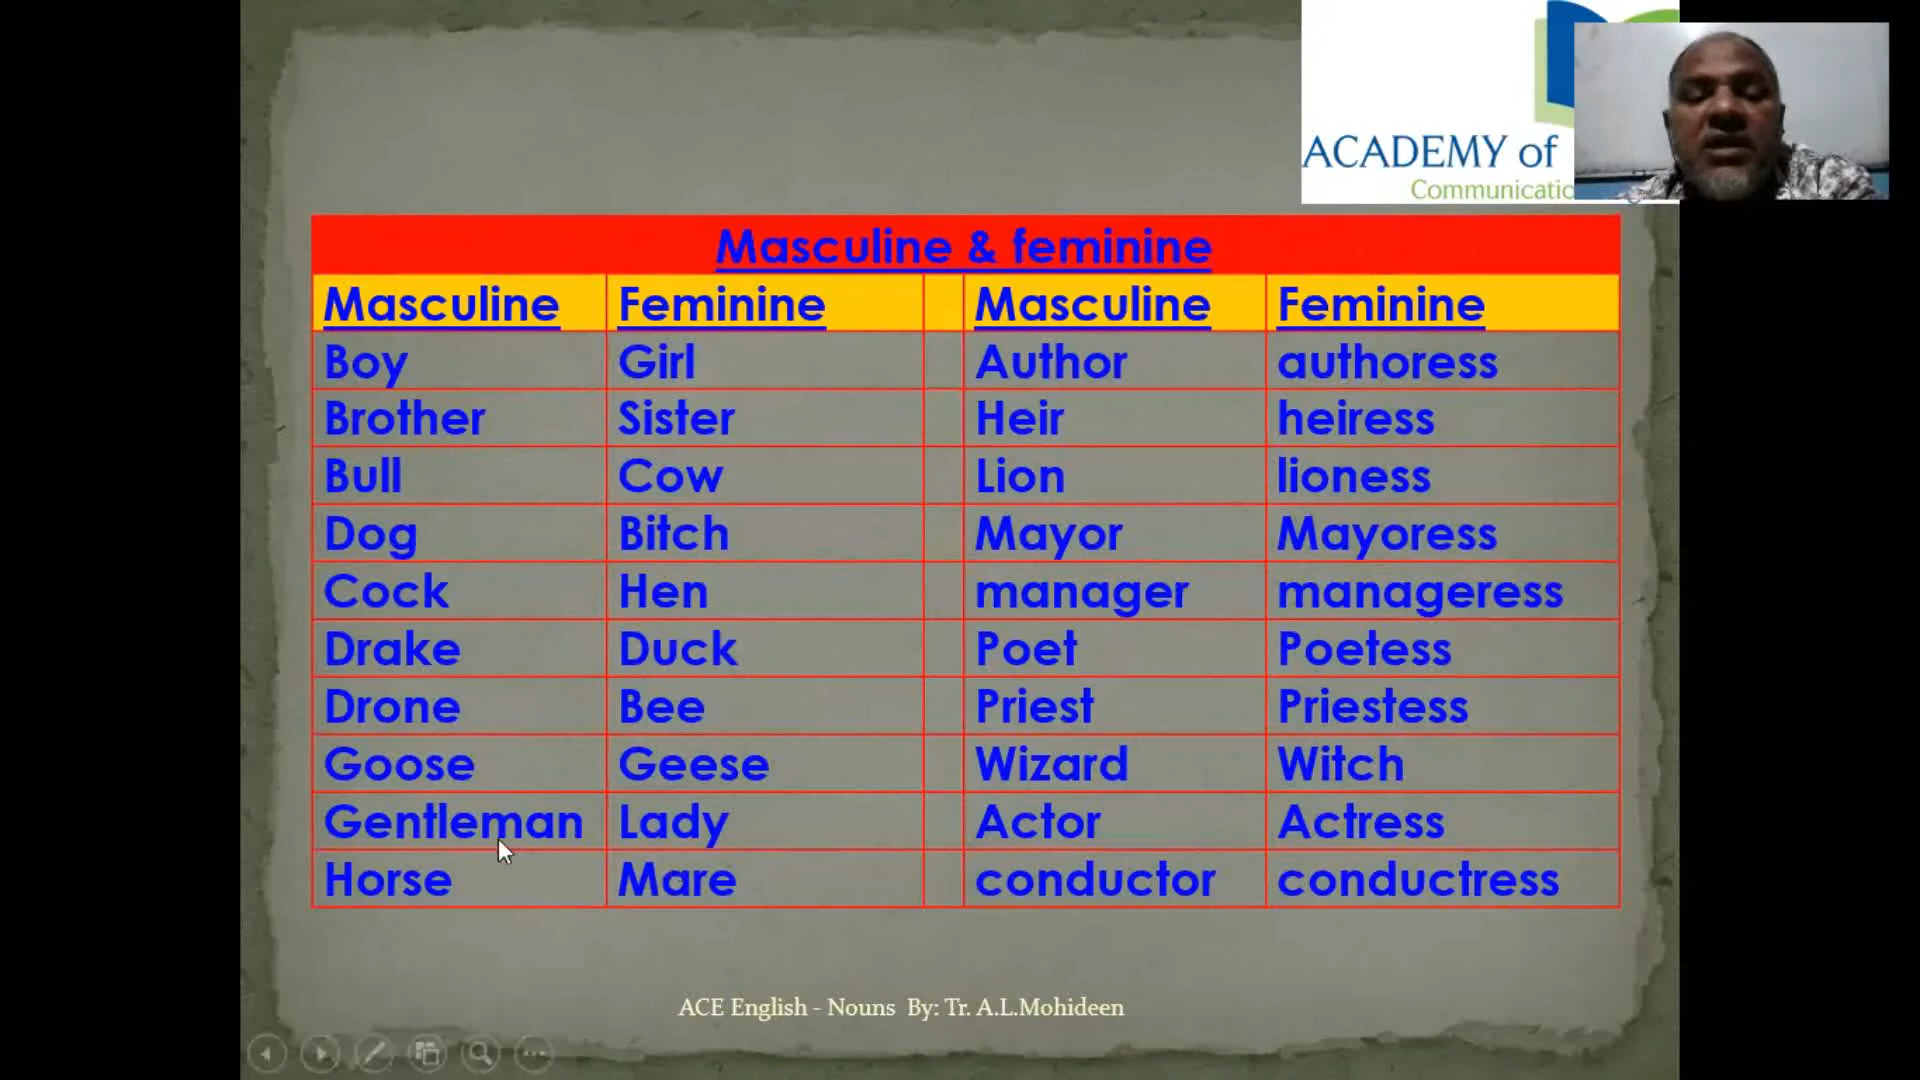 ACADEMY of
Communicatio
Masculine & feminine
Masculine Feminine Masculine Feminine
Boy Girl Author authoress
Brother Sister Heir heiress
Bull Cow Lion lioness
Dog Bitch Mayor Mayoress
Cock Hen manager manageress
Drake Duck Poet Poetess
Drone Bee Priest Priestess
Goose Geese Wizard Witch
Gentleman Lady Actor Actress
Horse Mare conductor conductress
ACE English - Nouns By: Tr. A.L.Mohideen